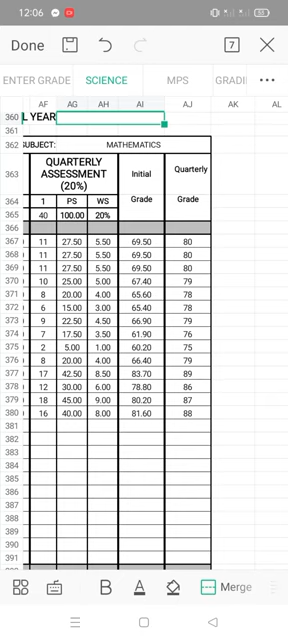 12:06
Done 7
ENTER GRADE SCIENCE MPS GRADI
AF AG AH AI AJ AK AL
360 L YEAR
361
362 SUBJECT: MATHEMATICS
363 QUARTERLY ASSESSMENT (20%) Initial Quarterly
364 1 PS WS Grade Grade
365 40 100.00 20%
366
367 11 27.50 5.50 69.50 80
368 11 27.50 5.50 69.50 80
369 11 27.50 5.50 69.50 80
370 10 25.00 5.00 67.40 79
371 8 20.00 4.00 65.60 78
372 6 15.00 3.00 65.40 78
373 9 22.50 4.50 66.90 79
374 7 17.50 3.50 61.90 76
375 2 5.00 1.00 60.20 75
376 8 20.00 4.00 66.40 79
377 17 42.50 8.50 83.70 89
378 12 30.00 6.00 78.80 86
379 18 45.00 9.00 80.20 87
380 16 40.00 8.00 81.60 88
381
382
383
384
385
386
387
388
389
390
391
B A Merge